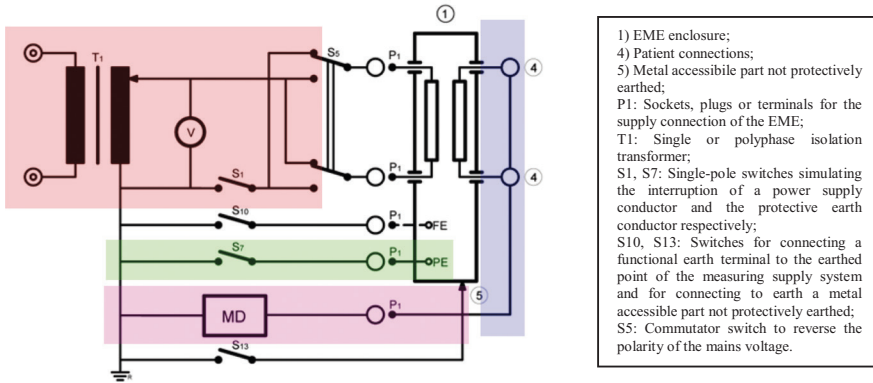 1
S5
P1
T1
4
V
P1
S1
4
S10
P1
FE
S7
P1
PE
5
MD
P1
S13
1) EME enclosure;
4) Patient connections;
5) Metal accessibile part not protectively
earthed;
P1: Sockets, plugs or terminals for the
supply connection of the EME;
T1: Single or polyphase isolation
transformer;
S1, S7: Single-pole switches simulating
the interruption of a power supply
conductor and the protective earth
conductor respectively;
S10, S13: Switches for connecting a
functional earth terminal to the earthed
point of the measuring supply system
and for connecting to earth a metal
accessible part not protectively earthed;
S5: Commutator switch to reverse the
polarity of the mains voltage.